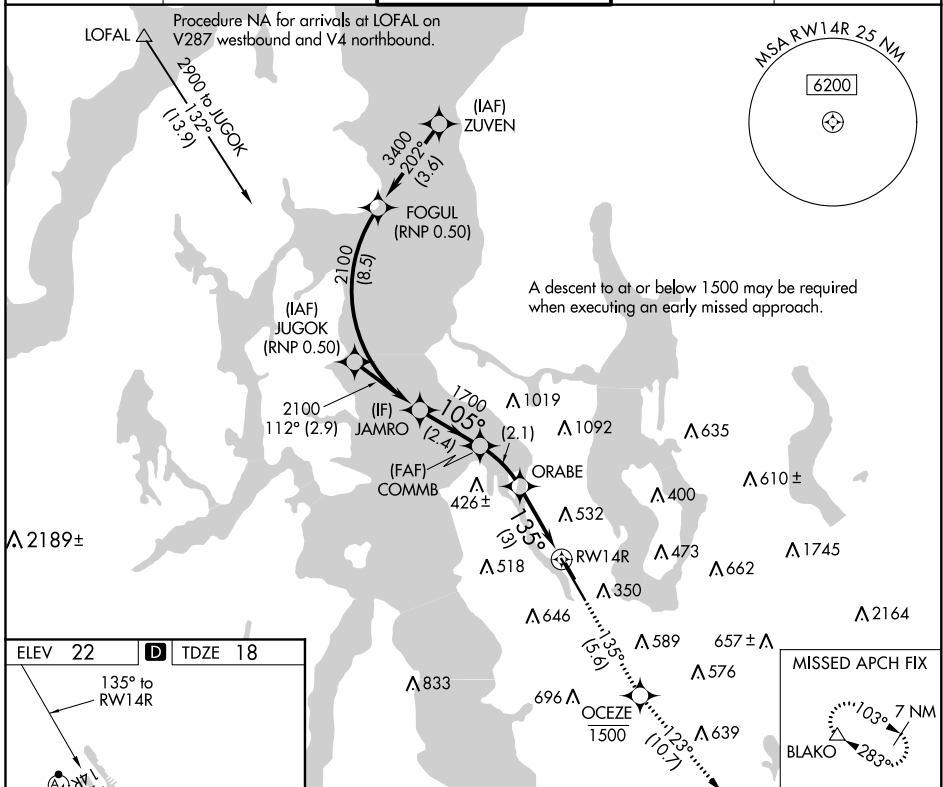 Procedure NA for arrivals at LOFAL on
V287 westbound and V4 northbound.
LOFAL
2900 to JUGOK
132°
(13.9)
MSA RW14R 25 NM
6200
(IAF)
ZUVEN
3400
202°
(3.6)
FOGUL
(RNP 0.50)
2100
(8.5)
A descent to at or below 1500 may be required
when executing an early missed approach.
(IAF)
JUGOK
(RNP 0.50)
2100
112° (2.9)
(IF)
JAMRO
1700
105°
(2.4)
(2.1)
1019
1092
635
(FAF)
COMMB
ORABE
426±
400
610±
532
135°
(3)
2189±
RW14R
473
1745
518
662
350
646
2164
135°
(5.6)
589
657±
576
833
696
OCEZE
1500
639
123°
(10.7)
ELEV 22
D
TDZE 18
135° to
RW14R
A
14R
MISSED APCH FIX
7 NM
103°
BLAKO
283°